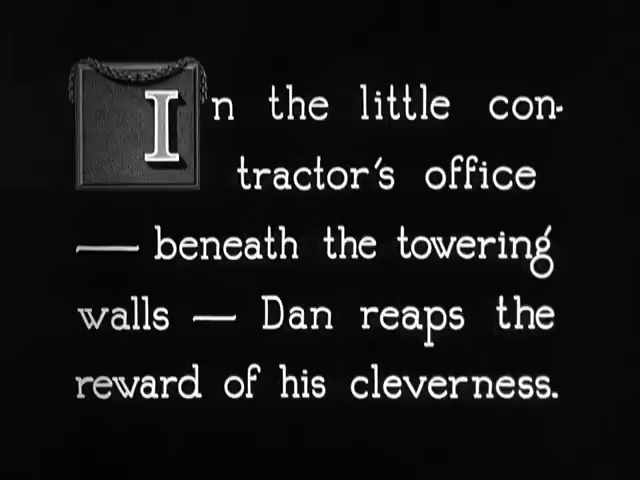 In the little con-
tractor's office
— beneath the towering
walls — Dan reaps the
reward of his cleverness.